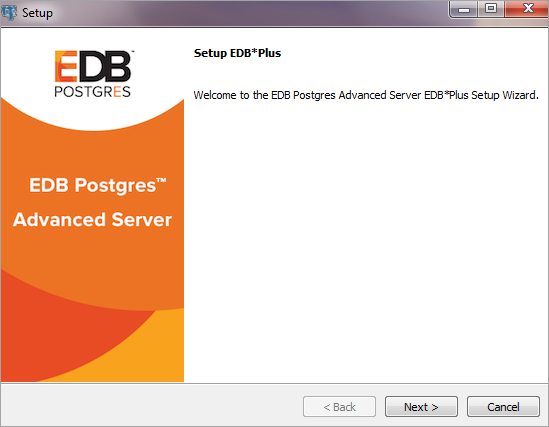 Setup
EDB™
POSTGRES
Setup EDB*Plus
Welcome to the EDB Postgres Advanced Server EDB*Plus Setup Wizard.
EDB Postgres™
Advanced Server
< Back
Next >
Cancel